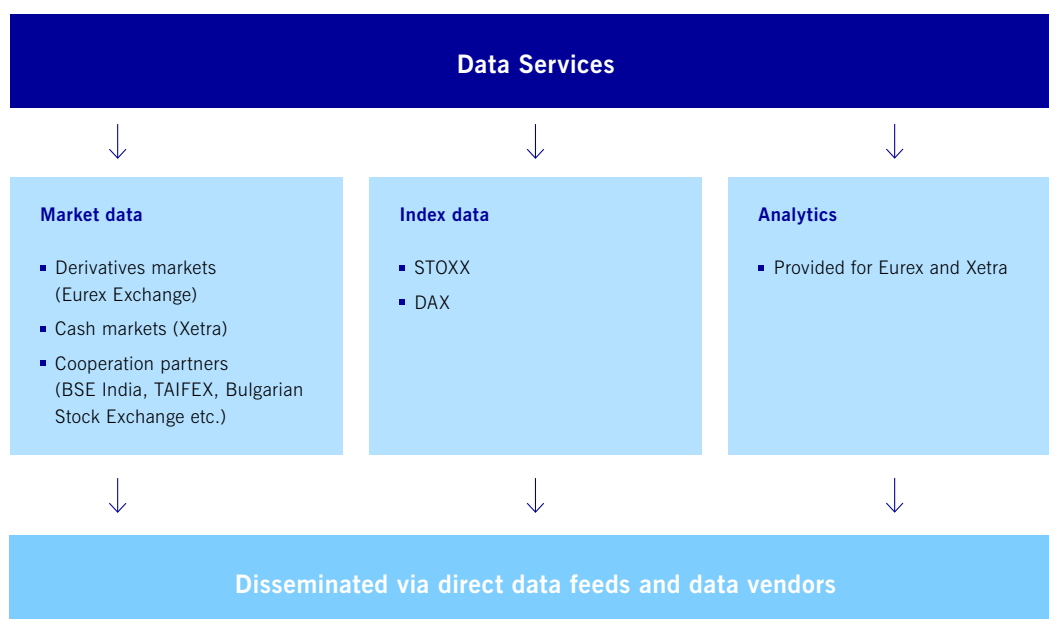 Data Services
Market data
Derivatives markets
(Eurex Exchange)
Cash markets (Xetra)
Cooperation partners
(BSE India, TAIFEX, Bulgarian
Stock Exchange etc.)
Index data
STOXX
DAX
Analytics
Provided for Eurex and Xetra
Disseminated via direct data feeds and data vendors